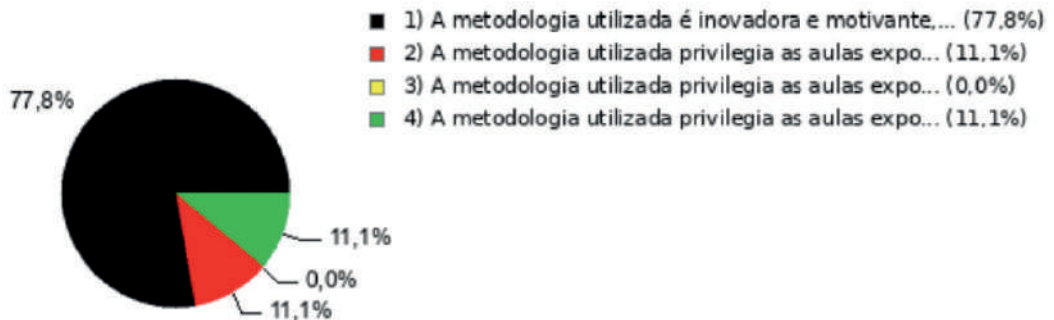 1) A metodologia utilizada é inovadora e motivante,... (77,8%)
2) A metodologia utilizada privilegia as aulas expo... (11,1%)
3) A metodologia utilizada privilegia as aulas expo... (0,0%)
4) A metodologia utilizada privilegia as aulas expo... (11,1%)
77,8%
11,1%
0,0%
11,1%